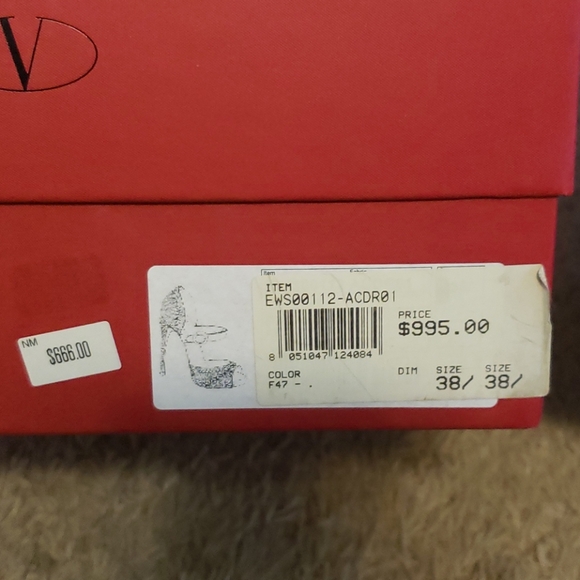 V
NM
$666.00
Item
ITEM
EWS00112-ACDR01
PRICE
$995.00
8 051047 124084
COLOR DIM SIZE SIZE
F47 - . 38/ 38/